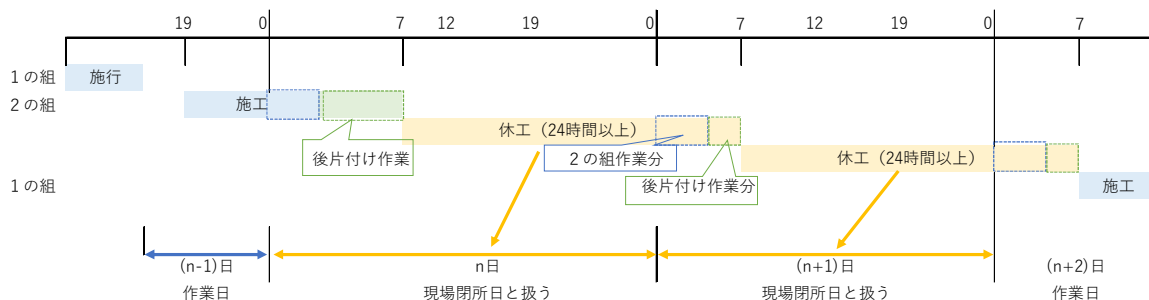 19 0 7 12 19 0 7 12 19 0 7
1の組 施行
2の組 施工
後片付け作業
休工（24時間以上）
2の組作業分
後片付け作業分
休工（24時間以上）
1の組 施工
(n-1)日 n日 (n+1)日 (n+2)日
作業日 現場閉所日と扱う 現場閉所日と扱う 作業日